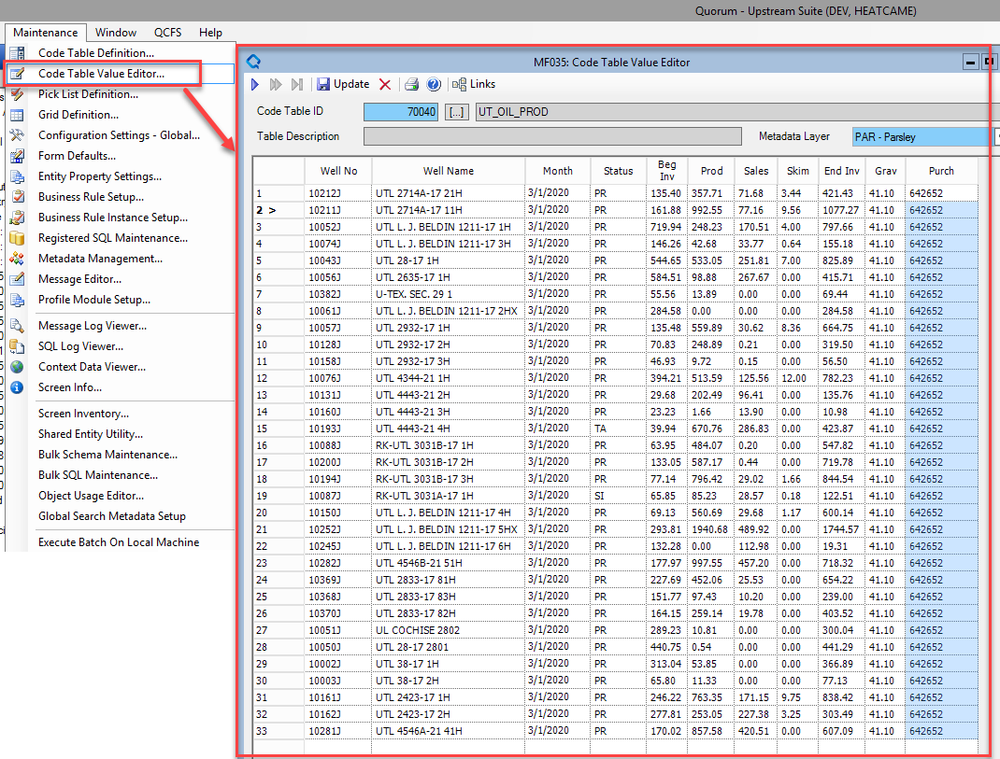 Quorum - Upstream Suite (DEV, HEATCAME)
Maintenance Window QCFS Help
Code Table Definition...
Code Table Value Editor...
Pick List Definition...
Grid Definition...
Configuration Settings - Global...
Form Defaults...
Entity Property Settings...
Business Rule Setup...
Business Rule Instance Setup...
Registered SQL Maintenance...
Metadata Management...
Message Editor...
Profile Module Setup...
Message Log Viewer...
SQL Log Viewer...
Context Data Viewer...
Screen Info...
Screen Inventory...
Shared Entity Utility...
Bulk Schema Maintenance...
Bulk SQL Maintenance...
Object Usage Editor...
Global Search Metadata Setup
Execute Batch On Local Machine
MF035: Code Table Value Editor
Update Links
Code Table ID 70040 [...] UT_OIL_PROD
Table Description Metadata Layer PAR - Parsley
Well No Well Name Month Status Beg Inv Prod Sales Skim End Inv Grav Purch
1 10212J UTL 2714A-17 21H 3/1/2020 PR 135.40 357.71 71.68 3.44 421.43 41.10 642652
2 > 10211J UTL 2714A-17 11H 3/1/2020 PR 161.88 992.55 77.16 9.56 1077.27 41.10 642652
3 10052J UTL L. J. BELDIN 1211-17 1H 3/1/2020 PR 719.94 248.23 170.51 4.00 797.66 41.10 642652
4 10074J UTL L. J. BELDIN 1211-17 3H 3/1/2020 PR 146.26 42.68 33.77 0.64 155.18 41.10 642652
5 10043J UTL 28-17 1H 3/1/2020 PR 544.65 533.05 251.81 7.00 825.89 41.10 642652
6 10056J UTL 2635-17 1H 3/1/2020 PR 584.51 98.88 267.67 0.00 415.71 41.10 642652
7 10382J U-TEX. SEC. 29 1 3/1/2020 PR 55.56 13.89 0.00 0.00 69.44 41.10 642652
8 10061J UTL L. J. BELDIN 1211-17 2HX 3/1/2020 PR 284.58 0.00 0.00 0.00 284.58 41.10 642652
9 10057J UTL 2932-17 1H 3/1/2020 PR 135.48 559.89 30.62 8.36 664.75 41.10 642652
10 10128J UTL 2932-17 2H 3/1/2020 PR 70.83 248.89 0.21 0.00 319.50 41.10 642652
11 10158J UTL 2932-17 3H 3/1/2020 PR 46.93 9.72 0.15 0.00 56.50 41.10 642652
12 10076J UTL 4344-21 1H 3/1/2020 PR 394.21 513.59 125.56 12.00 782.23 41.10 642652
13 10131J UTL 4443-21 2H 3/1/2020 PR 29.68 202.49 96.41 0.00 135.76 41.10 642652
14 10160J UTL 4443-21 3H 3/1/2020 PR 23.23 1.66 13.90 0.00 10.98 41.10 642652
15 10193J UTL 4443-21 4H 3/1/2020 TA 39.94 670.76 286.83 0.00 423.87 41.10 642652
16 10088J RK-UTL 3031B-17 1H 3/1/2020 PR 63.95 484.07 0.20 0.00 547.82 41.10 642652
17 10200J RK-UTL 3031B-17 2H 3/1/2020 PR 133.05 587.17 0.44 0.00 719.78 41.10 642652
18 10194J RK-UTL 3031B-17 3H 3/1/2020 PR 77.14 796.42 29.02 1.66 844.54 41.10 642652
19 10087J RK-UTL 3031A-17 1H 3/1/2020 SI 65.85 85.23 28.57 0.18 122.51 41.10 642652
20 10150J UTL L. J. BELDIN 1211-17 4H 3/1/2020 PR 69.13 560.69 29.68 1.17 600.14 41.10 642652
21 10252J UTL L. J. BELDIN 1211-17 5HX 3/1/2020 PR 293.81 1940.68 489.92 0.00 1744.57 41.10 642652
22 10245J UTL L. J. BELDIN 1211-17 6H 3/1/2020 PR 132.28 0.00 112.98 0.00 19.31 41.10 642652
23 10282J UTL 4546B-21 51H 3/1/2020 PR 177.97 997.55 457.20 0.00 718.32 41.10 642652
24 10369J UTL 2833-17 81H 3/1/2020 PR 227.69 452.06 25.53 0.00 654.22 41.10 642652
25 10368J UTL 2833-17 83H 3/1/2020 PR 151.77 97.43 10.20 0.00 239.00 41.10 642652
26 10370J UTL 2833-17 82H 3/1/2020 PR 164.15 259.14 19.78 0.00 403.52 41.10 642652
27 10051J UL COCHISE 2802 3/1/2020 PR 289.23 10.81 0.00 0.00 300.04 41.10 642652
28 10050J UTL 28-17 2801 3/1/2020 PR 440.75 0.54 0.00 0.00 441.29 41.10 642652
29 10002J UTL 38-17 1H 3/1/2020 PR 313.04 53.85 0.00 0.00 366.89 41.10 642652
30 10003J UTL 38-17 2H 3/1/2020 PR 65.80 11.33 0.00 0.00 77.13 41.10 642652
31 10161J UTL 2423-17 1H 3/1/2020 PR 246.22 763.35 171.15 9.75 838.42 41.10 642652
32 10162J UTL 2423-17 2H 3/1/2020 PR 277.81 253.05 227.38 3.25 303.49 41.10 642652
33 10281J UTL 4546A-21 41H 3/1/2020 PR 170.02 857.58 420.51 0.00 607.09 41.10 642652